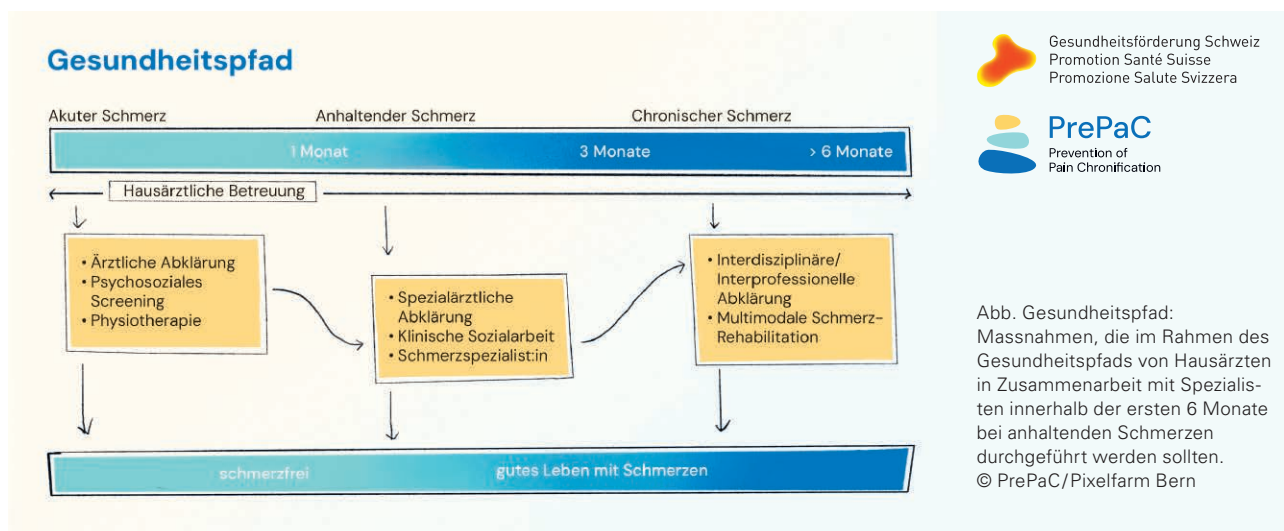 Gesundheitspfad
Akuter Schmerz
Anhaltender Schmerz
Chronischer Schmerz
1 Monat
3 Monate
> 6 Monate
Hausärztliche Betreuung
• Ärztliche Abklärung
• Psychosoziales
Screening
• Physiotherapie
• Spezialärztliche
Abklärung
• Klinische Sozialarbeit
• Schmerzspezialist:in
• Interdisziplinäre/
Interprofessionelle
Abklärung
• Multimodale Schmerz-
Rehabilitation
schmerzfrei
gutes Leben mit Schmerzen
Gesundheitsförderung Schweiz
Promotion Santé Suisse
Promozione Salute Svizzera
PrePaC
Prevention of
Pain Chronification
Abb. Gesundheitspfad:
Massnahmen, die im Rahmen des
Gesundheitspfads von Hausärzten
in Zusammenarbeit mit Spezialis-
ten innerhalb der ersten 6 Monate
bei anhaltenden Schmerzen
durchgeführt werden sollten.
© PrePaC/Pixelfarm Bern